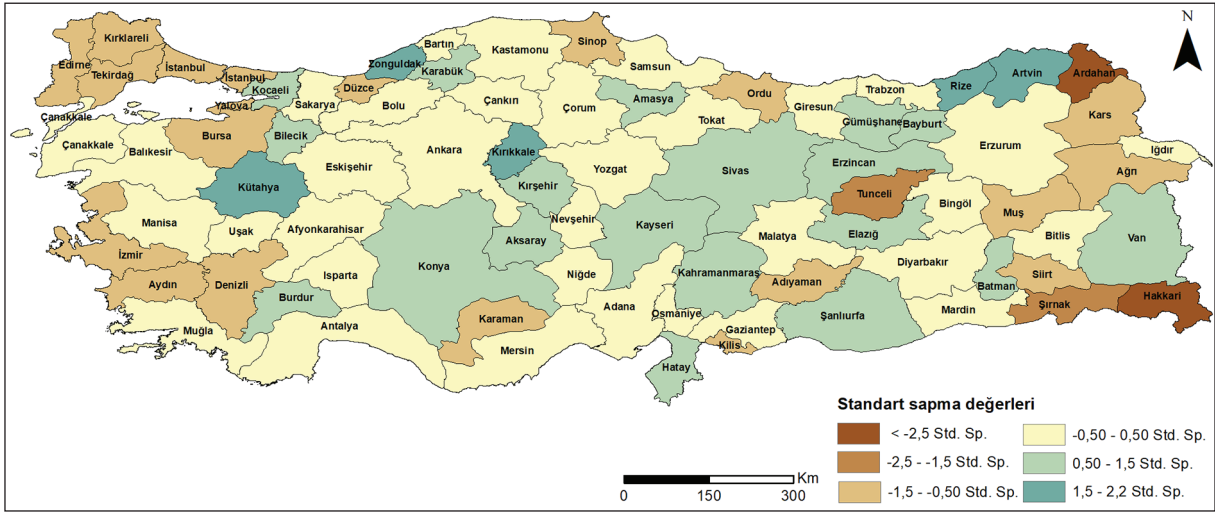 N
Kırklareli
Edirne
Tekirdağ
İstanbul
İstanbul
Kocaeli
Yalova
Sakarya
Düzce
Zonguldak
Bartın
Karabük
Kastamonu
Sinop
Samsun
Bolu
Çankırı
Çorum
Amasya
Ordu
Giresun
Trabzon
Rize
Artvin
Ardahan
Kars
Gümüşhane
Bayburt
Tokat
Çanakkale
Çanakkale
Balıkesir
Bursa
Bilecik
Eskişehir
Ankara
Kırıkkale
Yozgat
Sivas
Erzincan
Erzurum
Iğdır
Ağrı
Kütahya
Kırşehir
Tunceli
Bingöl
Muş
Manisa
Uşak
Afyonkarahisar
Nevşehir
Kayseri
Malatya
Elazığ
Bitlis
Van
Aksaray
Konya
İzmir
Isparta
Niğde
Kahramanmaraş
Diyarbakır
Aydın
Denizli
Burdur
Adıyaman
Batman
Siirt
Hakkari
Şırnak
Mardin
Şanlıurfa
Adana
Osmaniye
Gaziantep
Kilis
Karaman
Muğla
Antalya
Mersin
Hatay
Standart sapma değerleri
< -2,5 Std. Sp.
-2,5 - -1,5 Std. Sp.
-1,5 - -0,50 Std. Sp.
-0,50 - 0,50 Std. Sp.
0,50 - 1,5 Std. Sp.
1,5 - 2,2 Std. Sp.
Km
0 150 300